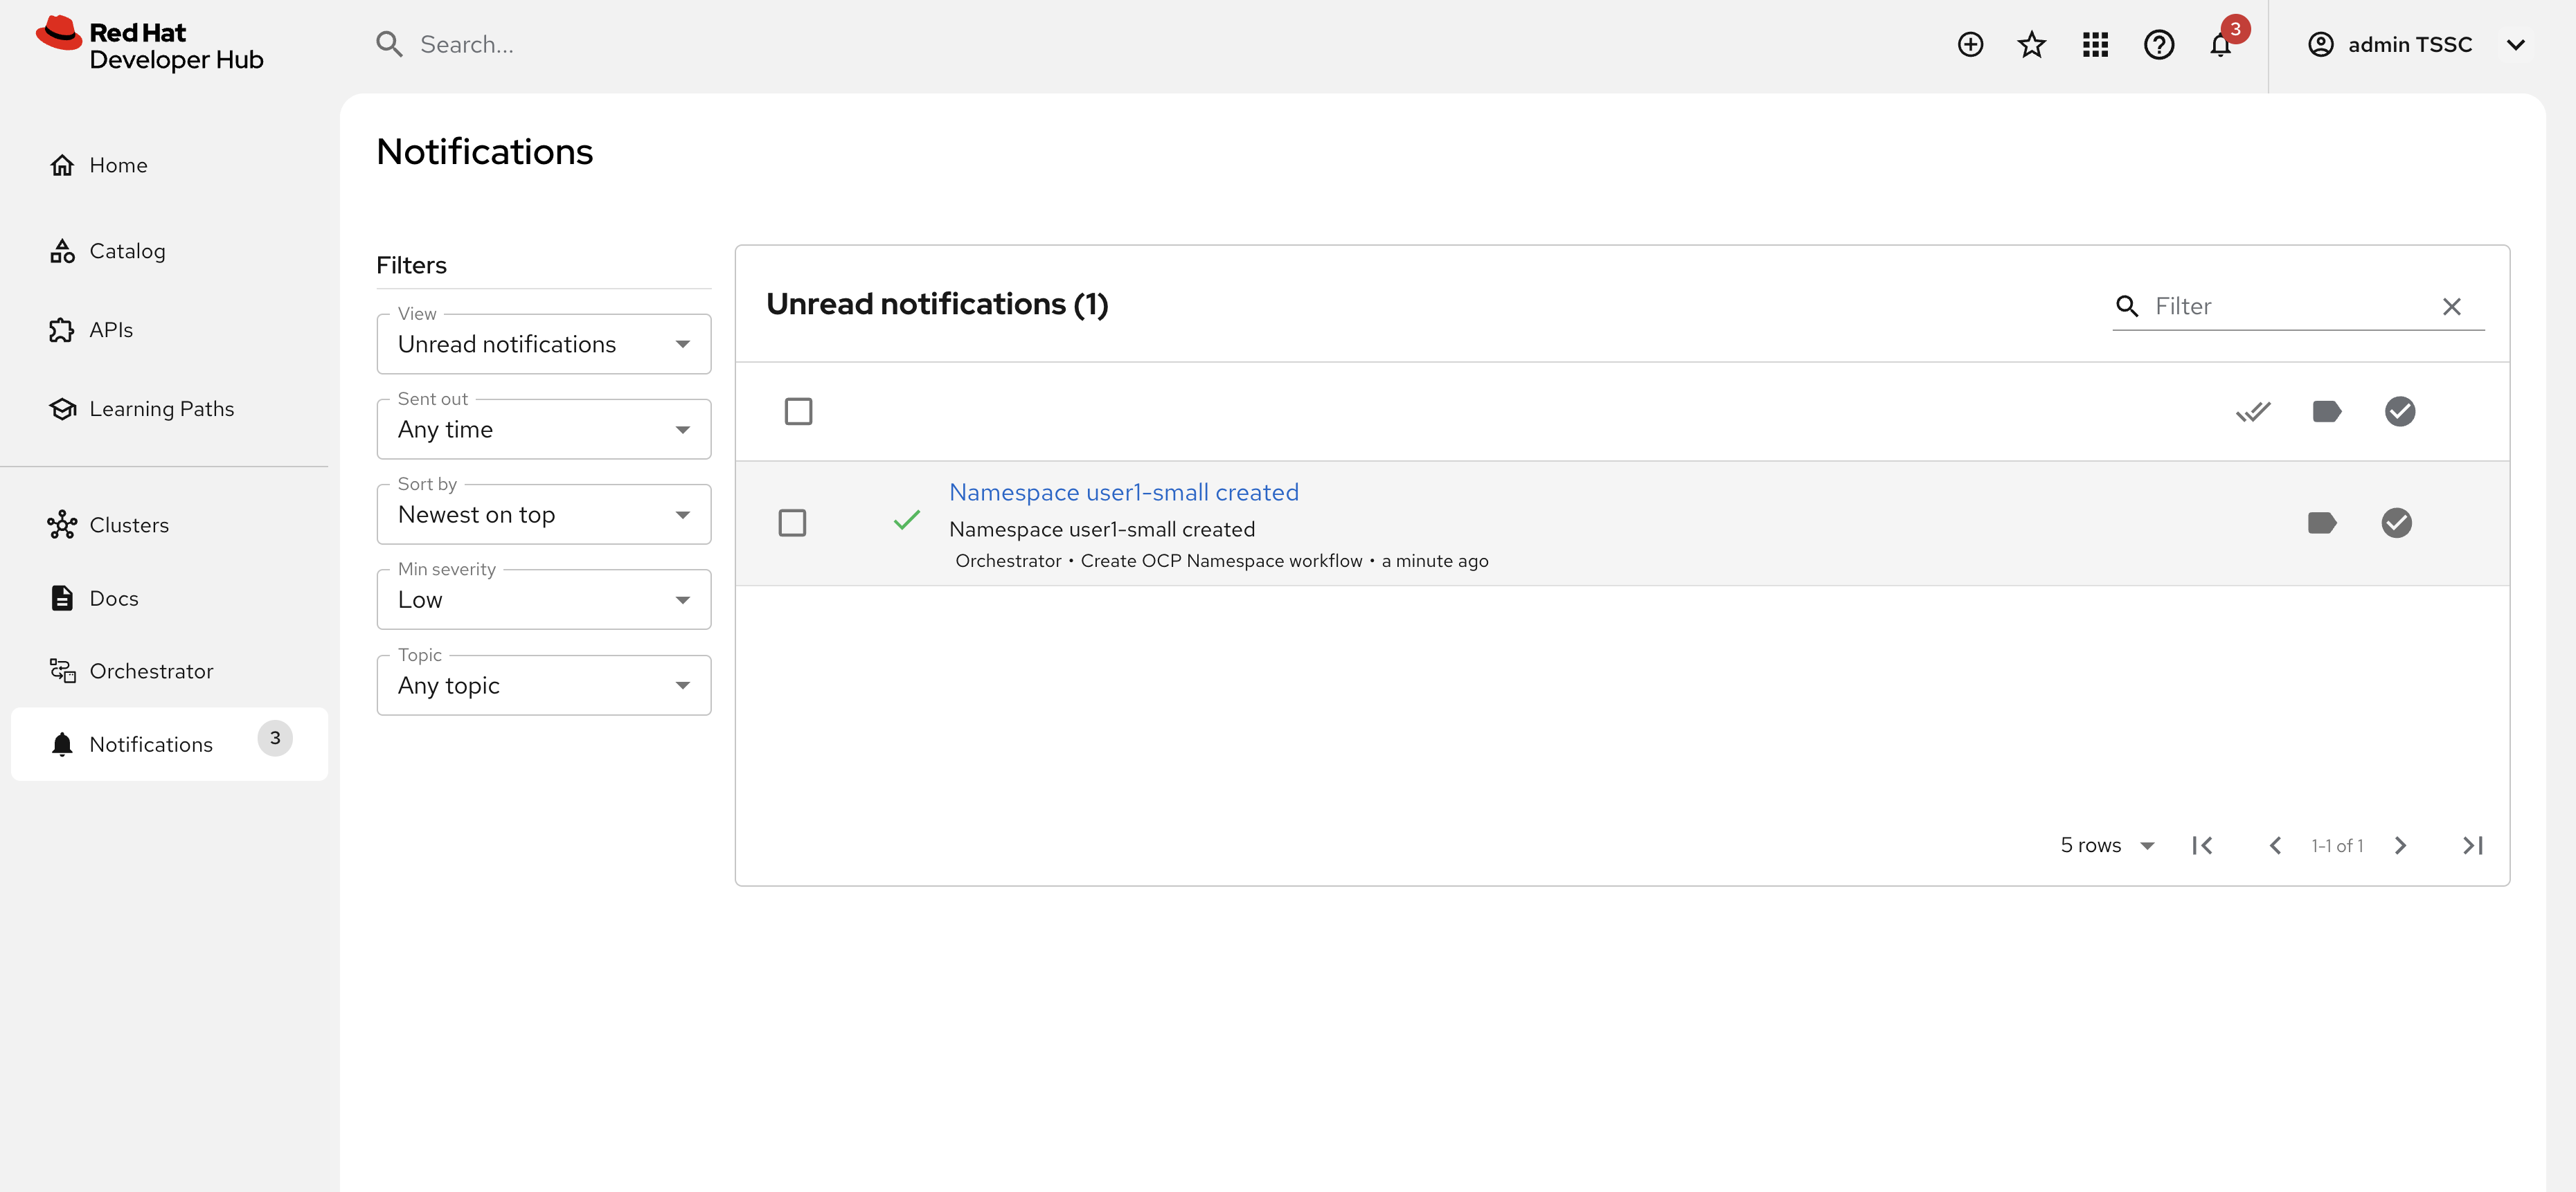 Red Hat
Developer Hub
Search...
3
admin TSSC
Home
Catalog
APIs
Learning Paths
Clusters
Docs
Orchestrator
Notifications 3
Notifications
Filters
View
Unread notifications
Sent out
Any time
Sort by
Newest on top
Min severity
Low
Topic
Any topic
Unread notifications (1)
Filter
Namespace user1-small created
Namespace user1-small created
Orchestrator • Create OCP Namespace workflow • a minute ago
5 rows
1-1 of 1